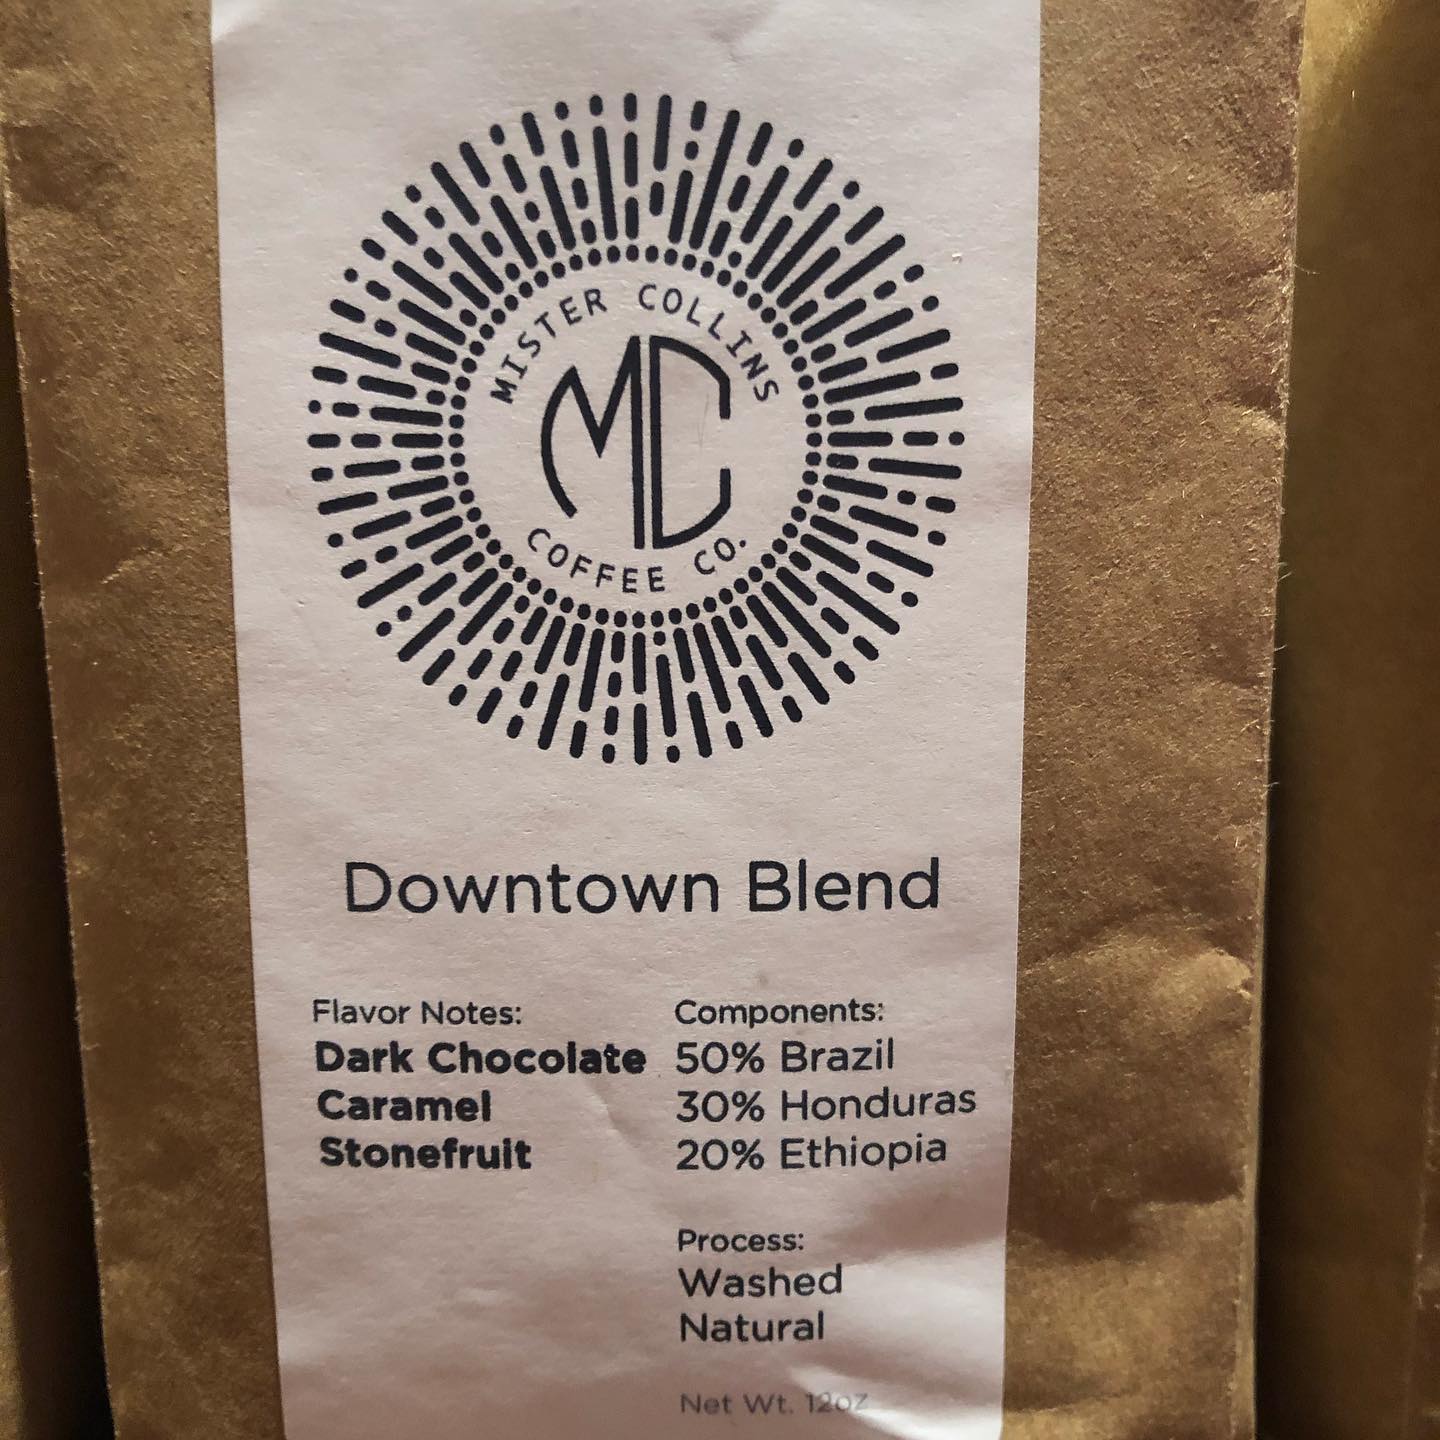 MISTER COLLINS
MC
COFFEE CO.
Downtown Blend
Flavor Notes:
Dark Chocolate
Caramel
Stonefruit
Components:
50% Brazil
30% Honduras
20% Ethiopia
Process:
Washed
Natural
Net Wt. 12oz